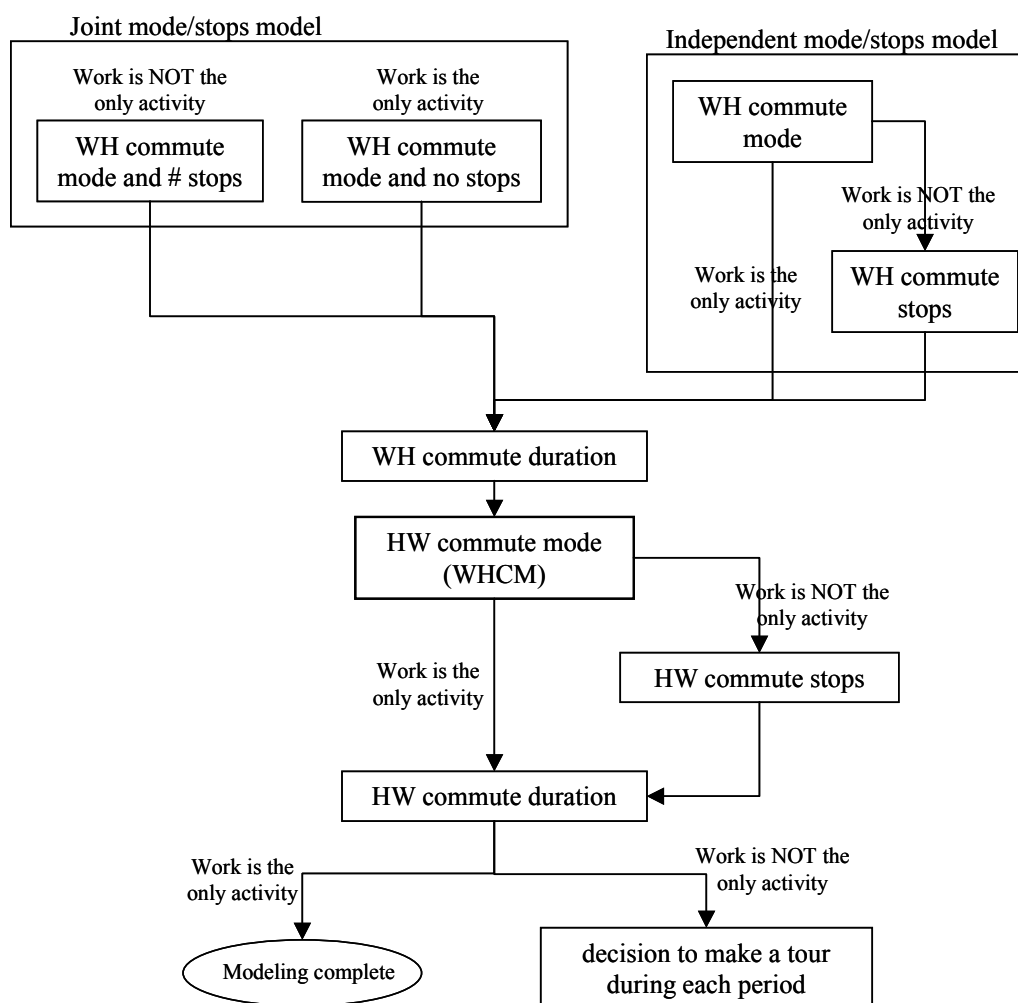 Joint mode/stops model
Work is NOT the
only activity
WH commute
mode and # stops
Work is the
only activity
WH commute
mode and no stops
Independent mode/stops model
WH commute
mode
Work is NOT the
only activity
Work is the
only activity
WH commute
stops
WH commute duration
HW commute mode
(WHCM)
Work is NOT the
only activity
Work is the
only activity
HW commute stops
HW commute duration
Work is the
only activity
Work is NOT the
only activity
Modeling complete
decision to make a tour
during each period